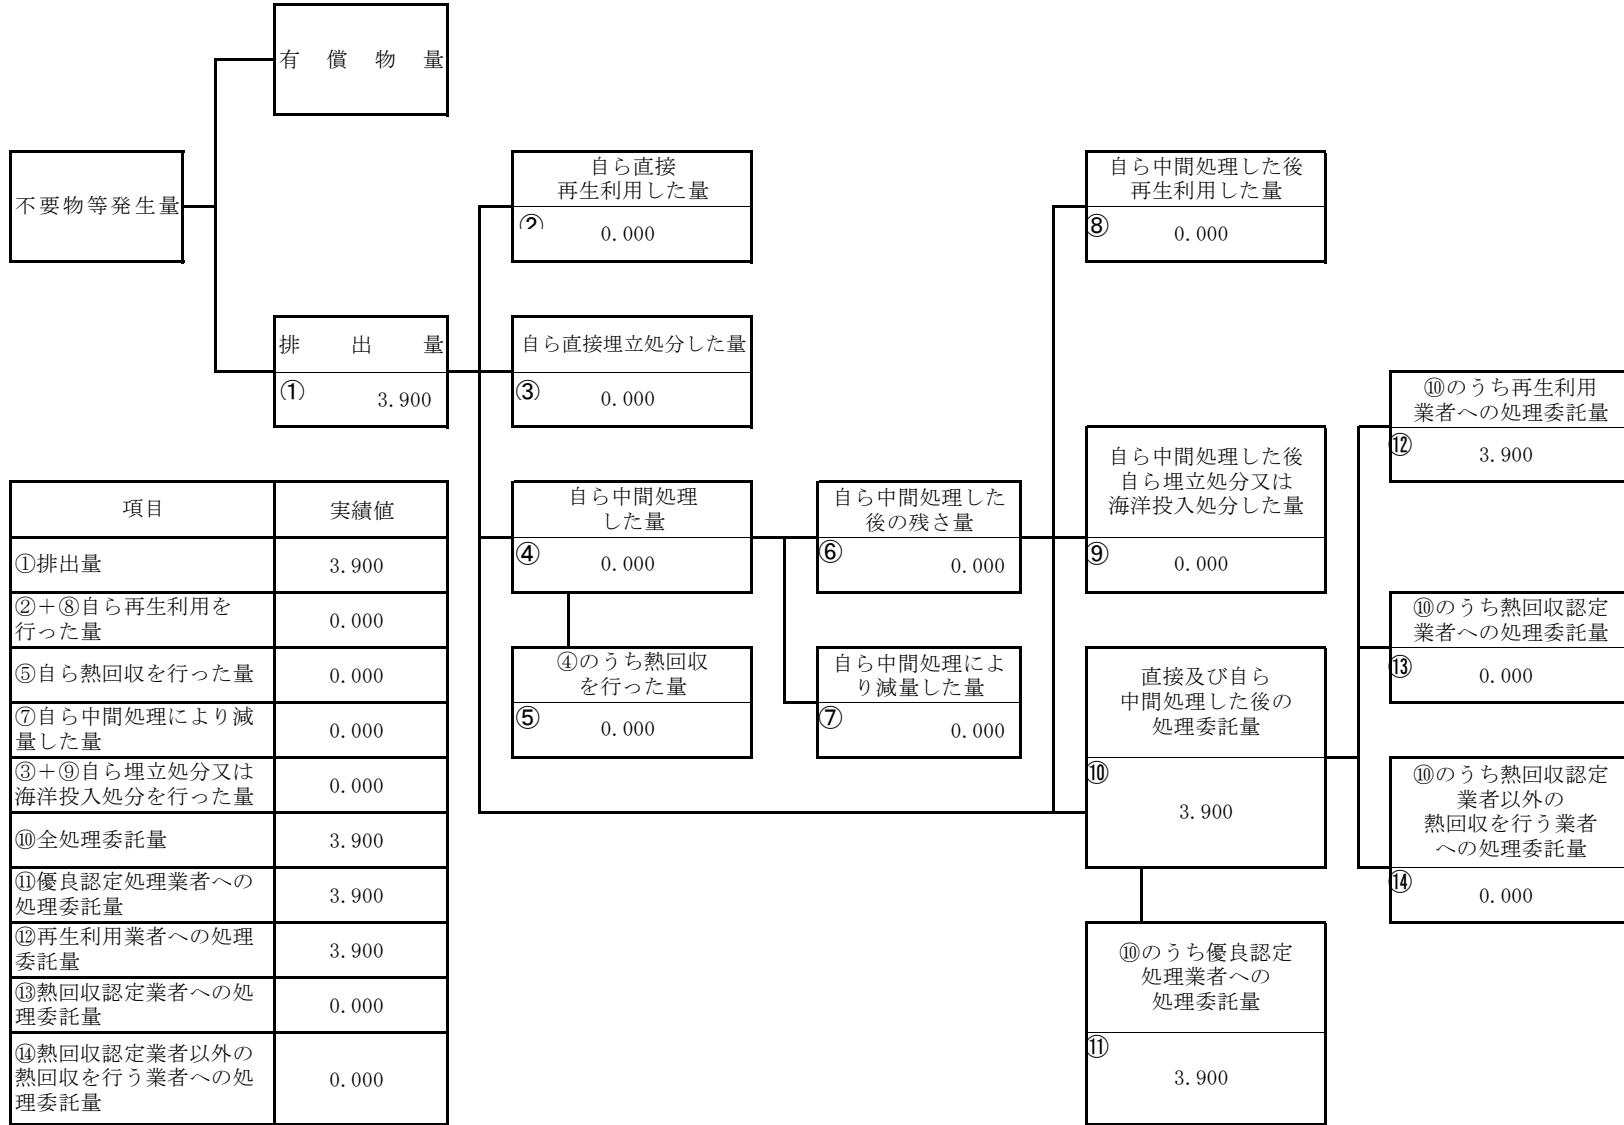 有償物量
不要物等発生量
自ら直接
再生利用した量
② 0.000
自ら中間処理した後
再生利用した量
⑧ 0.000
排出量
① 3.900
自ら直接埋立処分した量
③ 0.000
⑩のうち再生利用
業者への処理委託量
⑫ 3.900
自ら中間処理
した量
④ 0.000
自ら中間処理した
後の残さ量
⑥ 0.000
自ら中間処理した後
自ら埋立処分又は
海洋投入処分した量
⑨ 0.000
⑩のうち熱回収認定
業者への処理委託量
⑬ 0.000
④のうち熱回収
を行った量
⑤ 0.000
自ら中間処理によ
り減量した量
⑦ 0.000
直接及び自ら
中間処理した後の
処理委託量
⑩ 3.900
⑩のうち熱回収認定
業者以外の
熱回収を行う業者
への処理委託量
⑭ 0.000
⑩のうち優良認定
処理業者への
処理委託量
⑪ 3.900
項目 実績値
①排出量 3.900
②＋⑧自ら再生利用を
行った量 0.000
⑤自ら熱回収を行った量 0.000
⑦自ら中間処理により減
量した量 0.000
③＋⑨自ら埋立処分又は
海洋投入処分を行った量 0.000
⑩全処理委託量 3.900
⑪優良認定処理業者への
処理委託量 3.900
⑫再生利用業者への処理
委託量 3.900
⑬熱回収認定業者への処
理委託量 0.000
⑭熱回収認定業者以外の
熱回収を行う業者への処
理委託量 0.000